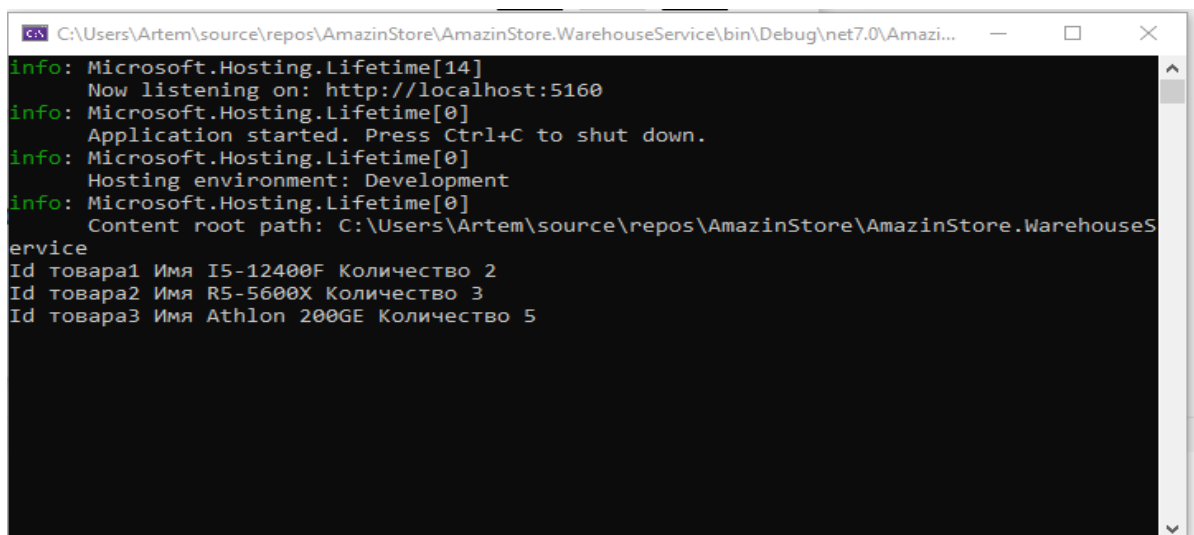 C:\Users\Artem\source\repos\AmazinStore\AmazinStore.WarehouseService\bin\Debug\net7.0\Amazi...
info: Microsoft.Hosting.Lifetime[14]
Now listening on: http://localhost:5160
info: Microsoft.Hosting.Lifetime[0]
Application started. Press Ctrl+C to shut down.
info: Microsoft.Hosting.Lifetime[0]
Hosting environment: Development
info: Microsoft.Hosting.Lifetime[0]
Content root path: C:\Users\Artem\source\repos\AmazinStore\AmazinStore.WarehouseS
ervice
Id товара1 Имя I5-12400F Количество 2
Id товара2 Имя R5-5600X Количество 3
Id товара3 Имя Athlon 200GE Количество 5